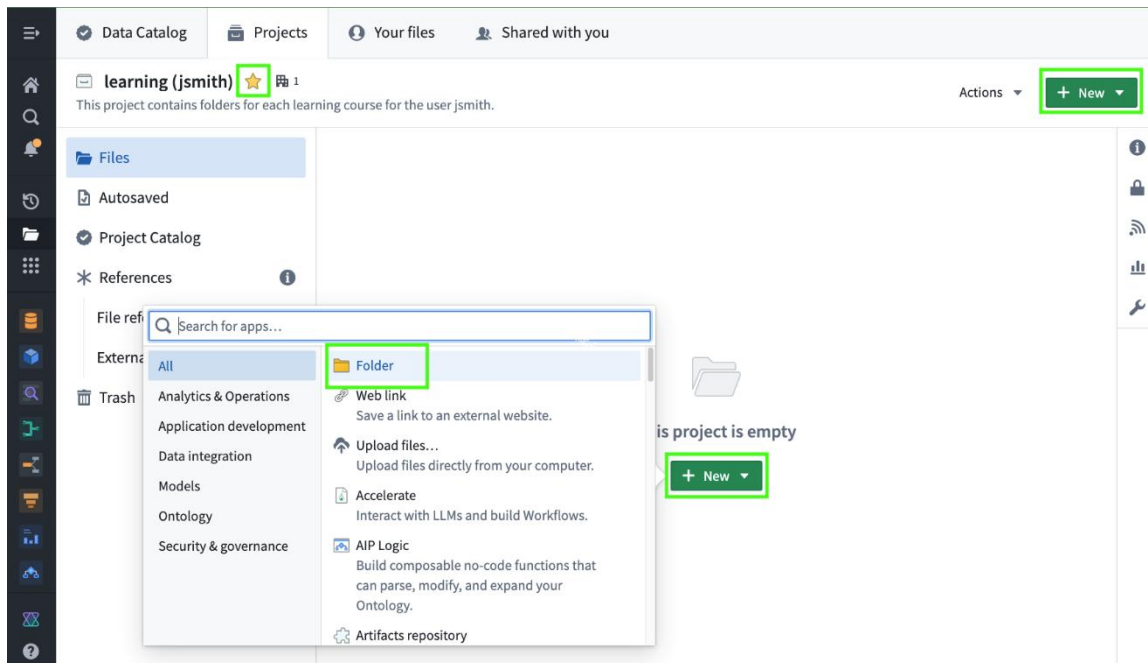 Data Catalog
Projects
Your files
Shared with you
learning (jsmith)
1
This project contains folders for each learning course for the user jsmith.
Actions
+ New
Files
Autosaved
Project Catalog
References
File ref
Externa
Trash
Search for apps...
All
Analytics & Operations
Application development
Data integration
Models
Ontology
Security & governance
Folder
Web link
Save a link to an external website.
Upload files...
Upload files directly from your computer.
Accelerate
Interact with LLMs and build Workflows.
AIP Logic
Build composable no-code functions that
can parse, modify, and expand your
Ontology.
Artifacts repository
is project is empty
+ New